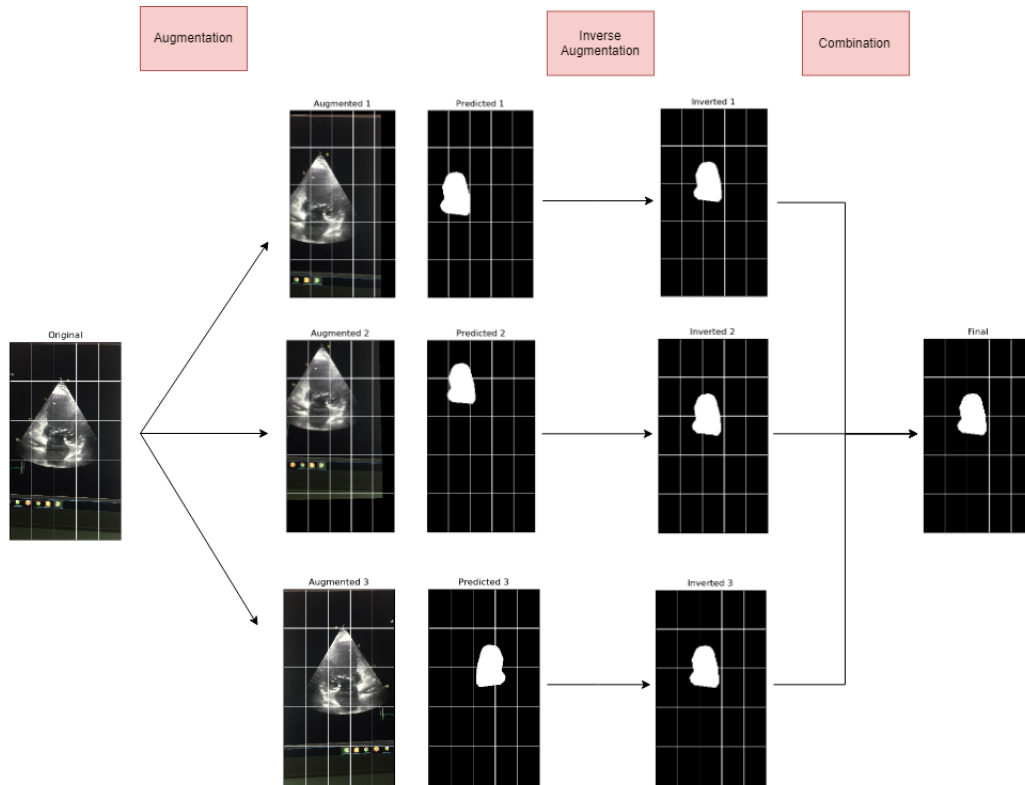 Augmentation
Inverse
Augmentation
Combination
Augmented 1
Predicted 1
Inverted 1
Original
Augmented 2
Predicted 2
Inverted 2
Final
Augmented 3
Predicted 3
Inverted 3